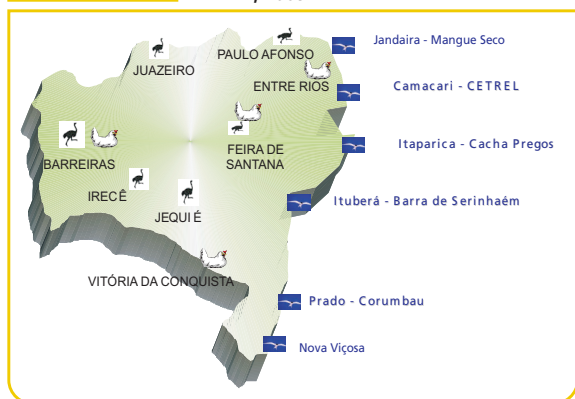 PAULO AFONSO
Jandaira - Mangue Seco
JUAZEIRO
ENTRE RIOS
Camacari - CETREL
FEIRA DE
SANTANA
Itaparica - Cacha Pregos
BARREIRAS
IRECÊ
JEQUI É
Ituberá - Barra de Serinhaém
VITÓRIA DA CONQUISTA
Prado - Corumbau
Nova Viçosa